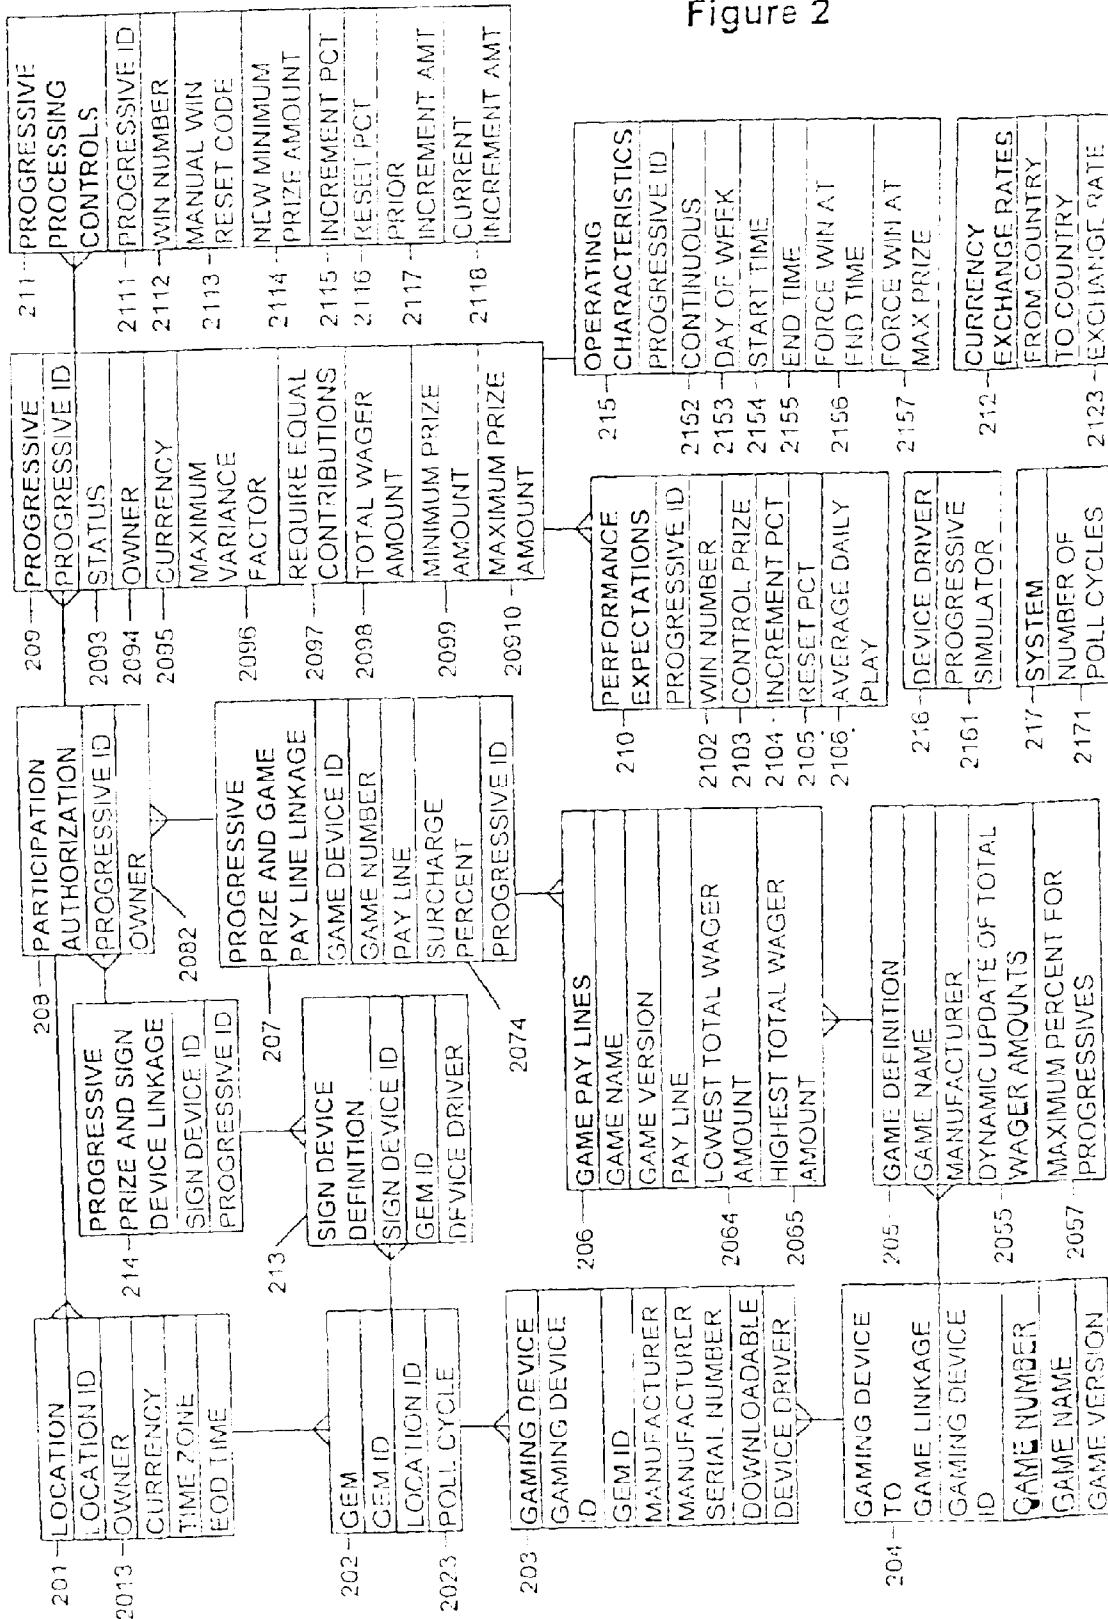 Figure 2
201
LOCATION
LOCATION ID
2013
OWNER
CURRENCY
TIME ZONE
EOD TIME
202
GEM
GEM ID
LOCATION ID
2023
POLL CYCLE
203
GAMING DEVICE
GAMING DEVICE
ID
GEM ID
MANUFACTURER
MANUFACTURER
SERIAL NUMBER
DOWNLOADABLE
DEVICE DRIVER
204
GAMING DEVICE
TO
GAME LINKAGE
GAMING DEVICE
ID
GAME NUMBER
GAME NAME
GAME VERSION
214
PROGRESSIVE
PRIZE AND SIGN
DEVICE LINKAGE
SIGN DEVICE ID
PROGRESSIVE ID
213
SIGN DEVICE
DEFINITION
SIGN DEVICE ID
GEM ID
DEVICE DRIVER
206
GAME PAY LINES
GAME NAME
GAME VERSION
PAY LINE
2064
LOWEST TOTAL WAGER
AMOUNT
2065
HIGHEST TOTAL WAGER
AMOUNT
205
GAME DEFINITION
GAME NAME
MANUFACTURER
2055
DYNAMIC UPDATE OF TOTAL
WAGER AMOUNTS
2057
MAXIMUM PERCENT FOR
PROGRESSIVES
208
PARTICIPATION
AUTHORIZATION
PROGRESSIVE ID
OWNER
2082
207
PROGRESSIVE
PRIZE AND GAME
PAY LINE LINKAGE
GAME DEVICE ID
GAME NUMBER
PAY LINE
SURCHARGE
PERCENT
2074
PROGRESSIVE ID
209
PROGRESSIVE
PROGRESSIVE ID
2093
STATUS
2094
OWNER
2095
CURRENCY
2096
MAXIMUM
VARIANCE
FACTOR
2097
REQUIRE EQUAL
CONTRIBUTIONS
2098
TOTAL WAGER
AMOUNT
2099
MINIMUM PRIZE
AMOUNT
20910
MAXIMUM PRIZE
AMOUNT
210
PERFORMANCE
EXPECTATIONS
PROGRESSIVE ID
2102
WIN NUMBER
2103
CONTROL PRIZE
2104
INCREMENT PCT
2105
RESET PCT
2106
AVERAGE DAILY
PLAY
216
DEVICE DRIVER
2161
PROGRESSIVE
SIMULATOR
217
SYSTEM
2171
NUMBER OF
POLL CYCLES
211
PROGRESSIVE
PROCESSING
CONTROLS
2111
PROGRESSIVE ID
2112
WIN NUMBER
2113
MANUAL WIN
RESET CODE
2114
NEW MINIMUM
PRIZE AMOUNT
2115
INCREMENT PCT
2116
RESET PCT
2117
PRIOR
INCREMENT AMT
2118
CURRENT
INCREMENT AMT
215
OPERATING
CHARACTERISTICS
PROGRESSIVE ID
2152
CONTINUOUS
2153
DAY OF WEEK
2154
START TIME
2155
END TIME
2156
FORCE WIN AT
END TIME
2157
FORCE WIN AT
MAX PRIZE
212
CURRENCY
EXCHANGE RATES
FROM COUNTRY
TO COUNTRY
2123
EXCHANGE RATE